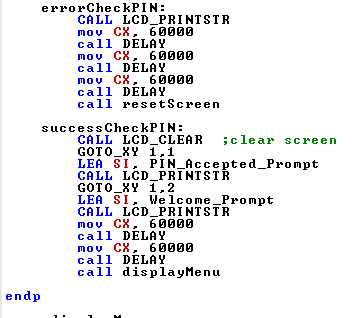 errorCheckPIN:
CALL LCD_PRINTSTR
mov CX, 60000
call DELAY
mov CX, 60000
call DELAY
mov CX, 60000
call DELAY
call resetScreen
successCheckPIN:
CALL LCD_CLEAR ;clear screen
GOTO_XY 1,1
LEA SI, PIN_Accepted_Prompt
CALL LCD_PRINTSTR
GOTO_XY 1,2
LEA SI, Welcome_Prompt
CALL LCD_PRINTSTR
mov CX, 60000
call DELAY
mov CX, 60000
call DELAY
call displayMenu
endp